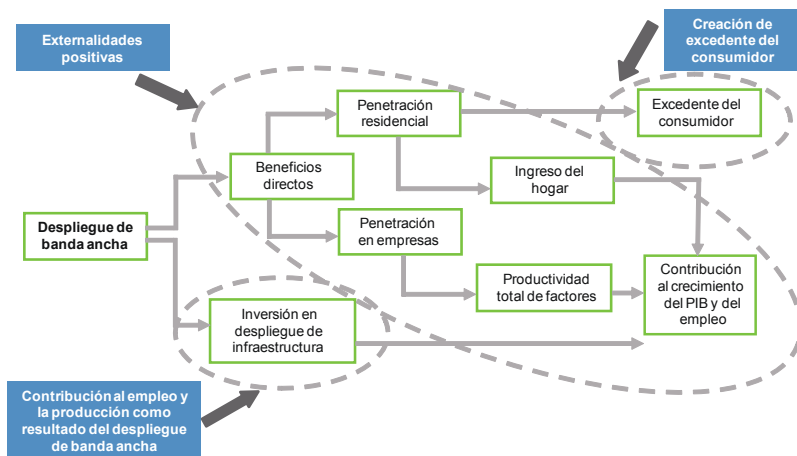 Externalidades
positivas
Creación de
excedente del
consumidor
Penetración
residencial
Excedente del
consumidor
Beneficios
directos
Ingreso del
hogar
Despliegue de
banda ancha
Penetración
en empresas
Productividad
total de factores
Contribución
al crecimiento
del PIB y del
empleo
Inversión en
despliegue de
infraestructura
Contribución al empleo y
la producción como
resultado del despliegue
de banda ancha